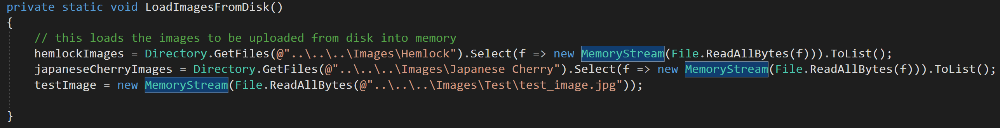 private static void LoadImagesFromDisk()
{
// this loads the images to be uploaded from disk into memory
hemlockImages = Directory.GetFiles(@"..\..\..\Images\Hemlock").Select(f => new MemoryStream(File.ReadAllBytes(f))).ToList();
japaneseCherryImages = Directory.GetFiles(@"..\..\..\Images\Japanese Cherry").Select(f => new MemoryStream(File.ReadAllBytes(f))).ToList();
testImage = new MemoryStream(File.ReadAllBytes(@"..\..\..\Images\Test\test_image.jpg"));
}